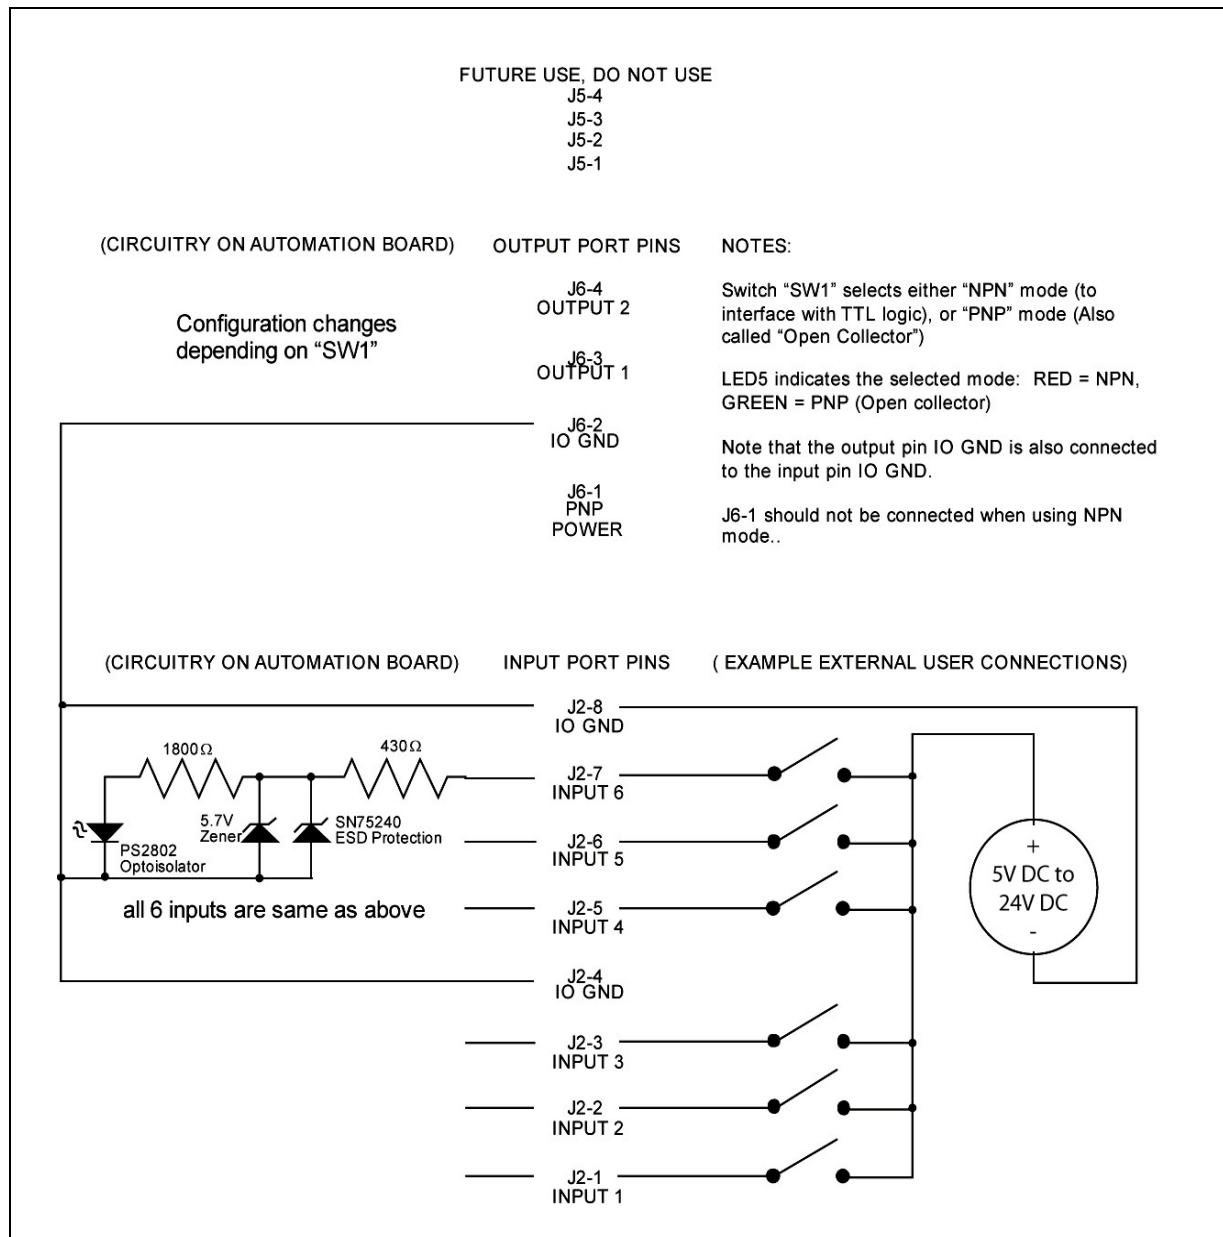 FUTURE USE, DO NOT USE
J5-4
J5-3
J5-2
J5-1
(CIRCUITRY ON AUTOMATION BOARD)
OUTPUT PORT PINS
NOTES:
Configuration changes
depending on “SW1”
J6-4
OUTPUT 2
J6-3
OUTPUT 1
J6-2
IO GND
J6-1
PNP
POWER
Switch “SW1” selects either “NPN” mode (to
interface with TTL logic), or “PNP” mode (Also
called “Open Collector”)
LED5 indicates the selected mode: RED = NPN,
GREEN = PNP (Open collector)
Note that the output pin IO GND is also connected
to the input pin IO GND.
J6-1 should not be connected when using NPN
mode..
(CIRCUITRY ON AUTOMATION BOARD)
INPUT PORT PINS
( EXAMPLE EXTERNAL USER CONNECTIONS)
J2-8
IO GND
1800Ω
430Ω
J2-7
INPUT 6
5.7V
Zener
SN75240
ESD Protection
PS2802
Optoisolator
J2-6
INPUT 5
+
5V DC to
24V DC
-
all 6 inputs are same as above
J2-5
INPUT 4
J2-4
IO GND
J2-3
INPUT 3
J2-2
INPUT 2
J2-1
INPUT 1